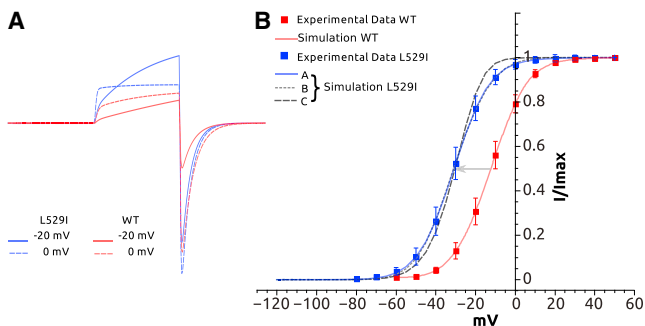 A
L529I WT
-20 mV -20 mV
0 mV 0 mV
B
Experimental Data WT
Simulation WT
Experimental Data L529I
A
B Simulation L529I
C
1
0.8
0.6
0.4
0.2
0
I/Imax
-120 -100 -80 -60 -40 -20 0 20 40 60
mV